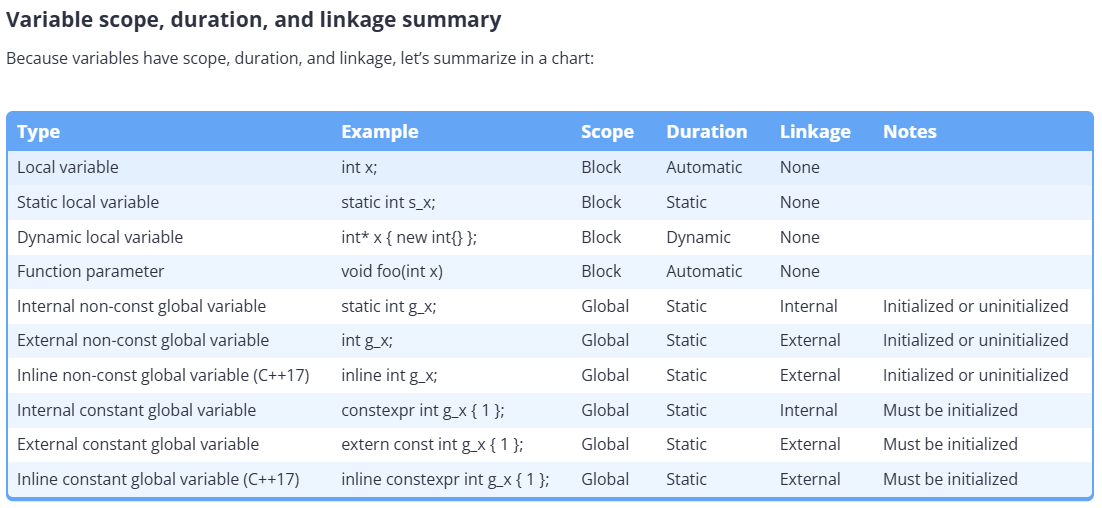 Variable scope, duration, and linkage summary
Because variables have scope, duration, and linkage, let’s summarize in a chart:
Type Example Scope Duration Linkage Notes
Local variable int x; Block Automatic None
Static local variable static int s_x; Block Static None
Dynamic local variable int* x { new int{} }; Block Dynamic None
Function parameter void foo(int x) Block Automatic None
Internal non-const global variable static int g_x; Global Static Internal Initialized or uninitialized
External non-const global variable int g_x; Global Static External Initialized or uninitialized
Inline non-const global variable (C++17) inline int g_x; Global Static External Initialized or uninitialized
Internal constant global variable constexpr int g_x { 1 }; Global Static Internal Must be initialized
External constant global variable extern const int g_x { 1 }; Global Static External Must be initialized
Inline constant global variable (C++17) inline constexpr int g_x { 1 }; Global Static External Must be initialized